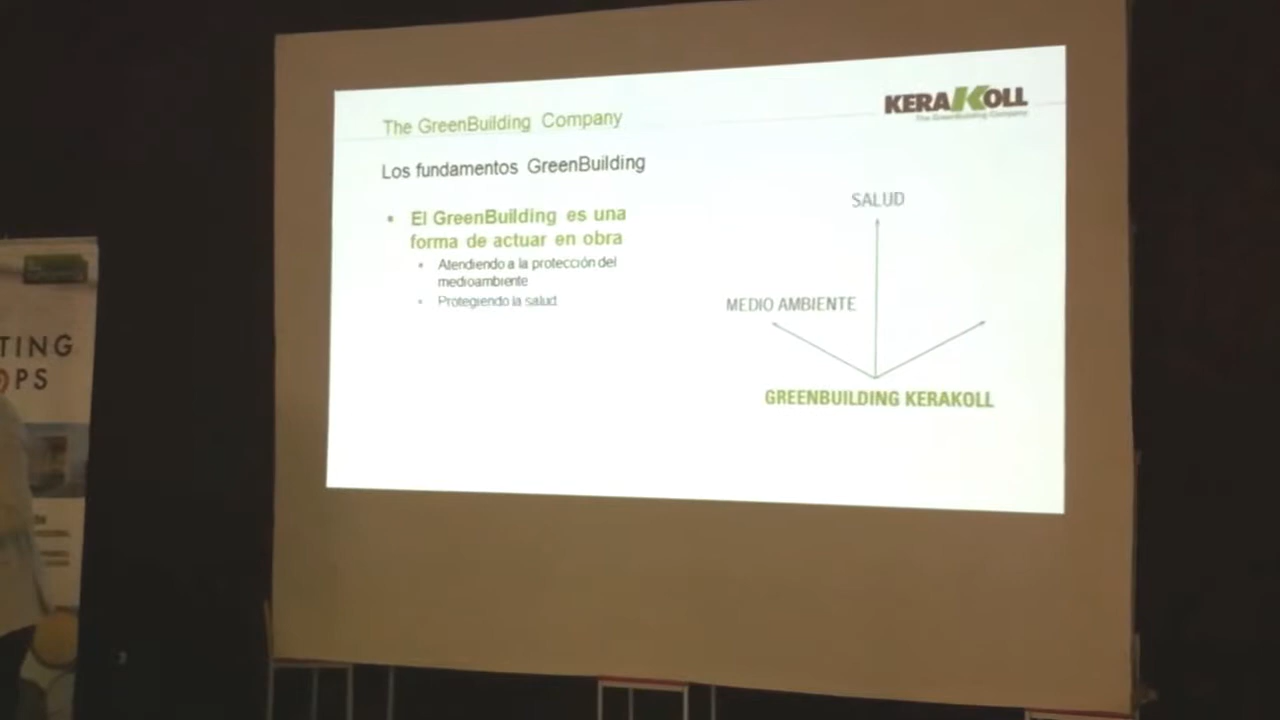 The GreenBuilding Company
KERAKOLL
The GreenBuilding Company
Los fundamentos GreenBuilding
• El GreenBuilding es una
forma de actuar en obra
• Atendiendo a la protección del
medioambiente
• Protegiendo la salud
SALUD
MEDIO AMBIENTE
GREENBUILDING KERAKOLL
TING
OPS